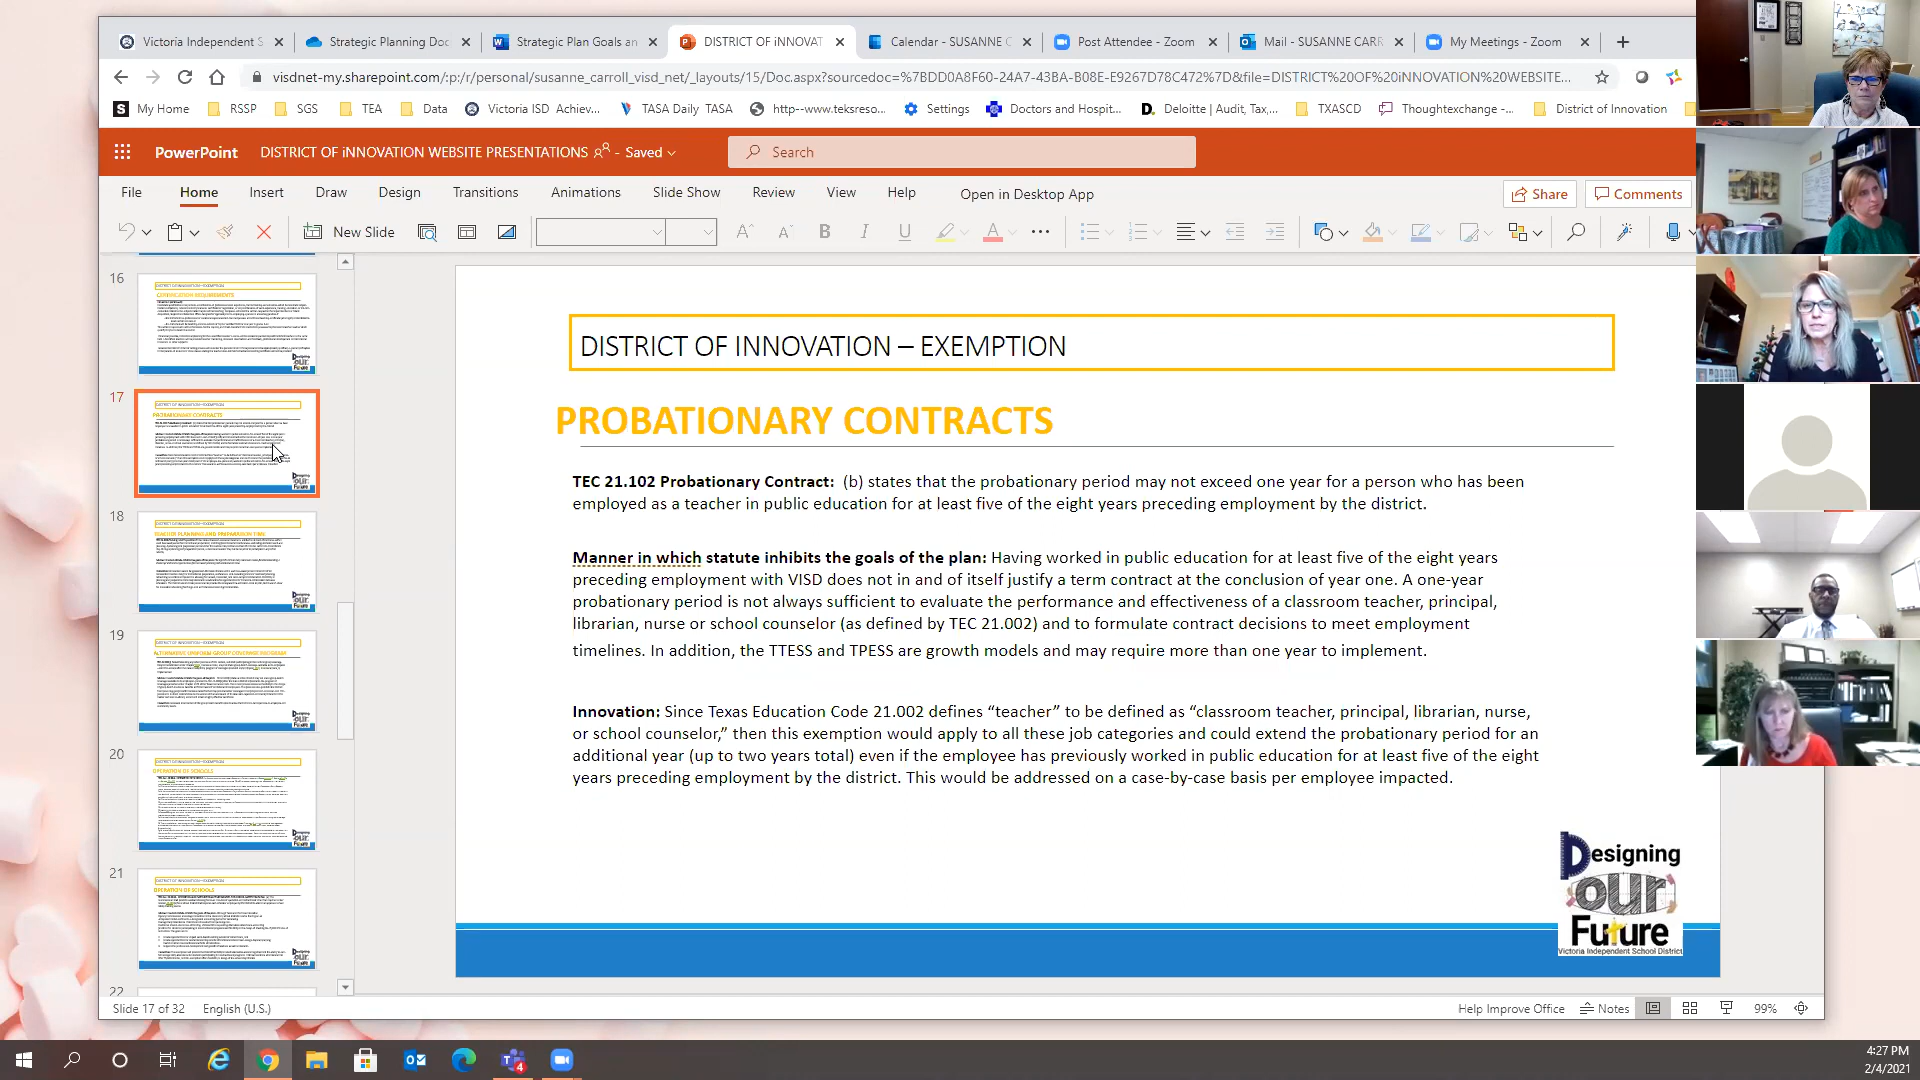 Victoria Independent S
Strategic Planning Doc
Strategic Plan Goals an
DISTRICT OF iNNOVAT
Calendar - SUSANNE C
Post Attendee - Zoom
Mail - SUSANNE CARR
My Meetings - Zoom
visdnet-my.sharepoint.com/:p:/r/personal/susanne_carroll_visd_net/_layouts/15/Doc.aspx?sourcedoc=%7BDD0A8F60-24A7-43BA-B08E-E9267D78C472%7D&file=DISTRICT%20OF%20iNNOVATION%20WEBSITE...
My Home
RSSP
SGS
TEA
Data
Victoria ISD Achiev...
TASA Daily TASA
http--www.teksreso...
Settings
Doctors and Hospit...
Deloitte | Audit, Tax,...
TXASCD
Thoughtexchange -...
District of Innovation
PowerPoint
DISTRICT OF iNNOVATION WEBSITE PRESENTATIONS - Saved
Search
File
Home
Insert
Draw
Design
Transitions
Animations
Slide Show
Review
View
Help
Open in Desktop App
Share
Comments
New Slide
16
17
18
19
20
21
22
DISTRICT OF INNOVATION – EXEMPTION
PROBATIONARY CONTRACTS
TEC 21.102 Probationary Contract: (b) states that the probationary period may not exceed one year for a person who has been
employed as a teacher in public education for at least five of the eight years preceding employment by the district.
Manner in which statute inhibits the goals of the plan: Having worked in public education for at least five of the eight years
preceding employment with VISD does not in and of itself justify a term contract at the conclusion of year one. A one-year
probationary period is not always sufficient to evaluate the performance and effectiveness of a classroom teacher, principal,
librarian, nurse or school counselor (as defined by TEC 21.002) and to formulate contract decisions to meet employment
timelines. In addition, the TTESS and TPESS are growth models and may require more than one year to implement.
Innovation: Since Texas Education Code 21.002 defines “teacher” to be defined as “classroom teacher, principal, librarian, nurse,
or school counselor,” then this exemption would apply to all these job categories and could extend the probationary period for an
additional year (up to two years total) even if the employee has previously worked in public education for at least five of the eight
years preceding employment by the district. This would be addressed on a case-by-case basis per employee impacted.
Designing
our
Future
Victoria Independent School District
Slide 17 of 32
English (U.S.)
Help Improve Office
Notes
99%
4:27 PM
2/4/2021